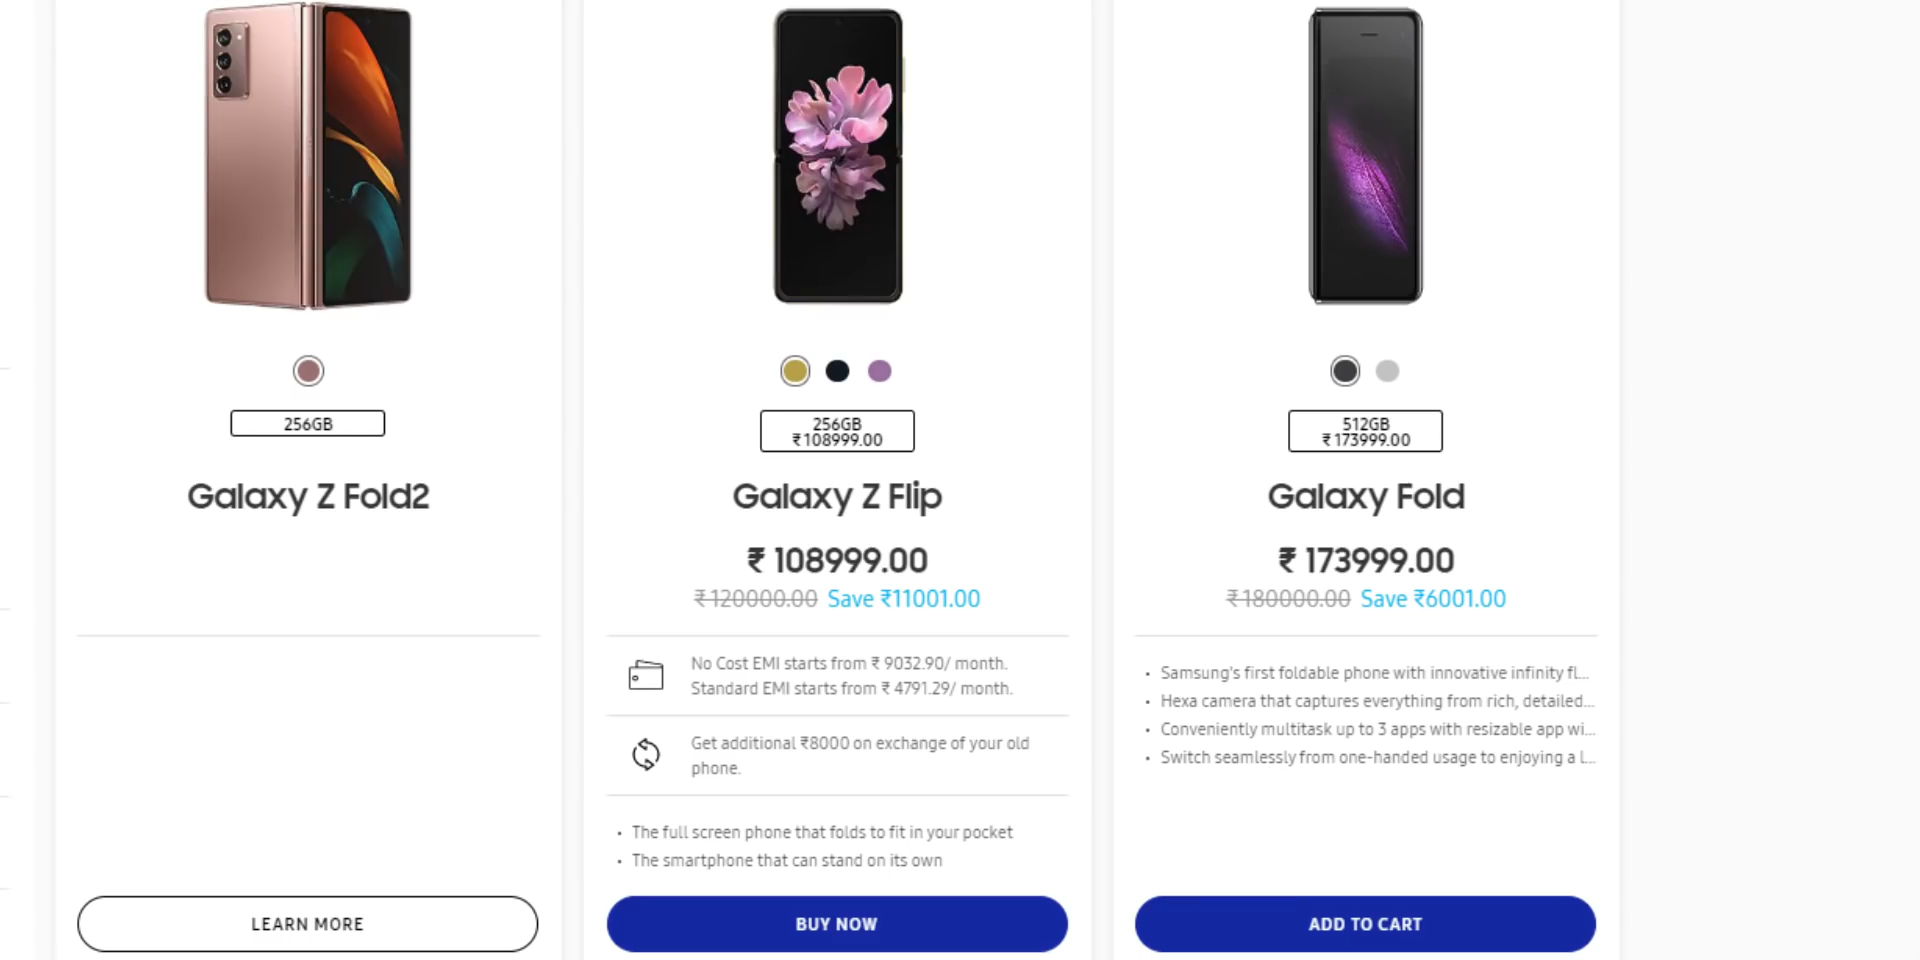 256GB
Galaxy Z Fold2
LEARN MORE
256GB
₹108999.00
Galaxy Z Flip
₹ 108999.00
₹120000.00 Save ₹11001.00
No Cost EMI starts from ₹ 9032.90/ month.
Standard EMI starts from ₹ 4791.29/ month.
Get additional ₹8000 on exchange of your old
phone.
• The full screen phone that folds to fit in your pocket
• The smartphone that can stand on its own
BUY NOW
512GB
₹173999.00
Galaxy Fold
₹ 173999.00
₹180000.00 Save ₹6001.00
• Samsung's first foldable phone with innovative infinity fl...
• Hexa camera that captures everything from rich, detailed...
• Conveniently multitask up to 3 apps with resizable app wi...
• Switch seamlessly from one-handed usage to enjoying a l...
ADD TO CART